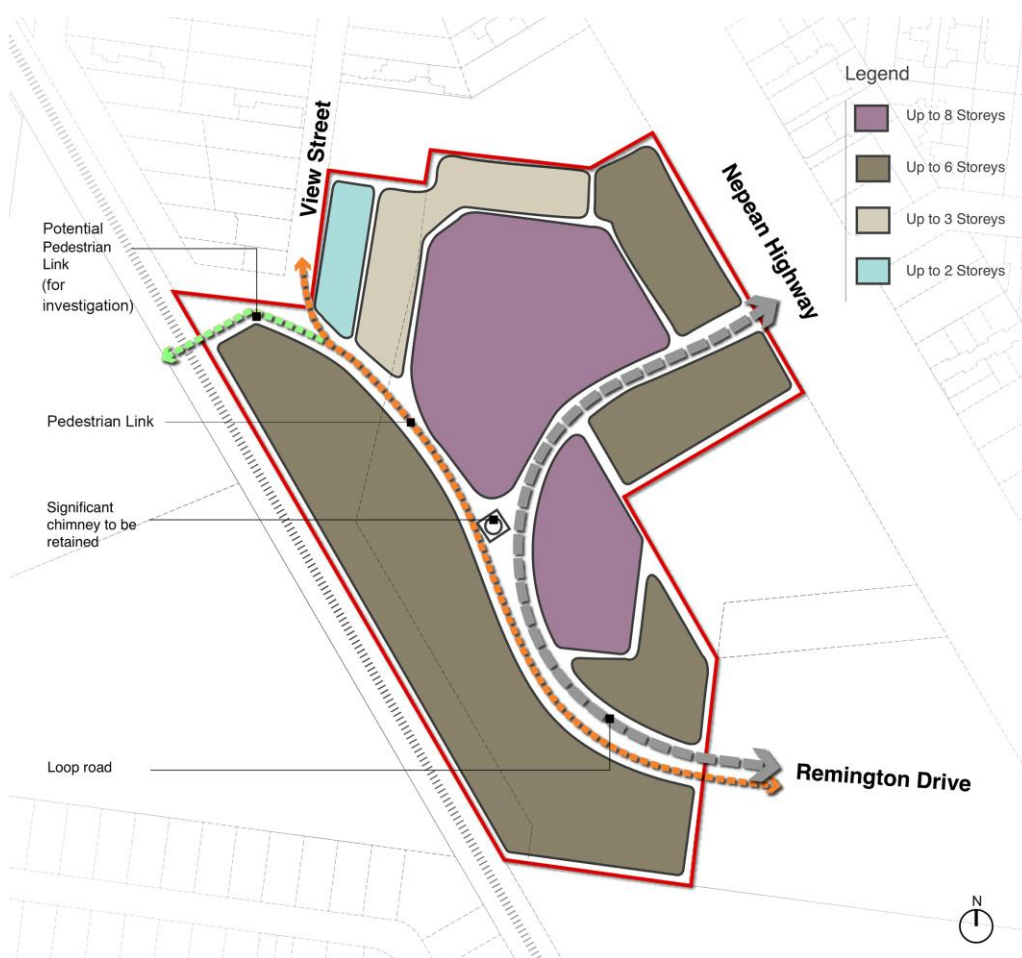 Legend
Up to 8 Storeys
Up to 6 Storeys
Up to 3 Storeys
Up to 2 Storeys
View Street
Nepean Highway
Potential
Pedestrian
Link
(for
investigation)
Pedestrian Link
Significant
chimney to be
retained
Loop road
Remington Drive
N